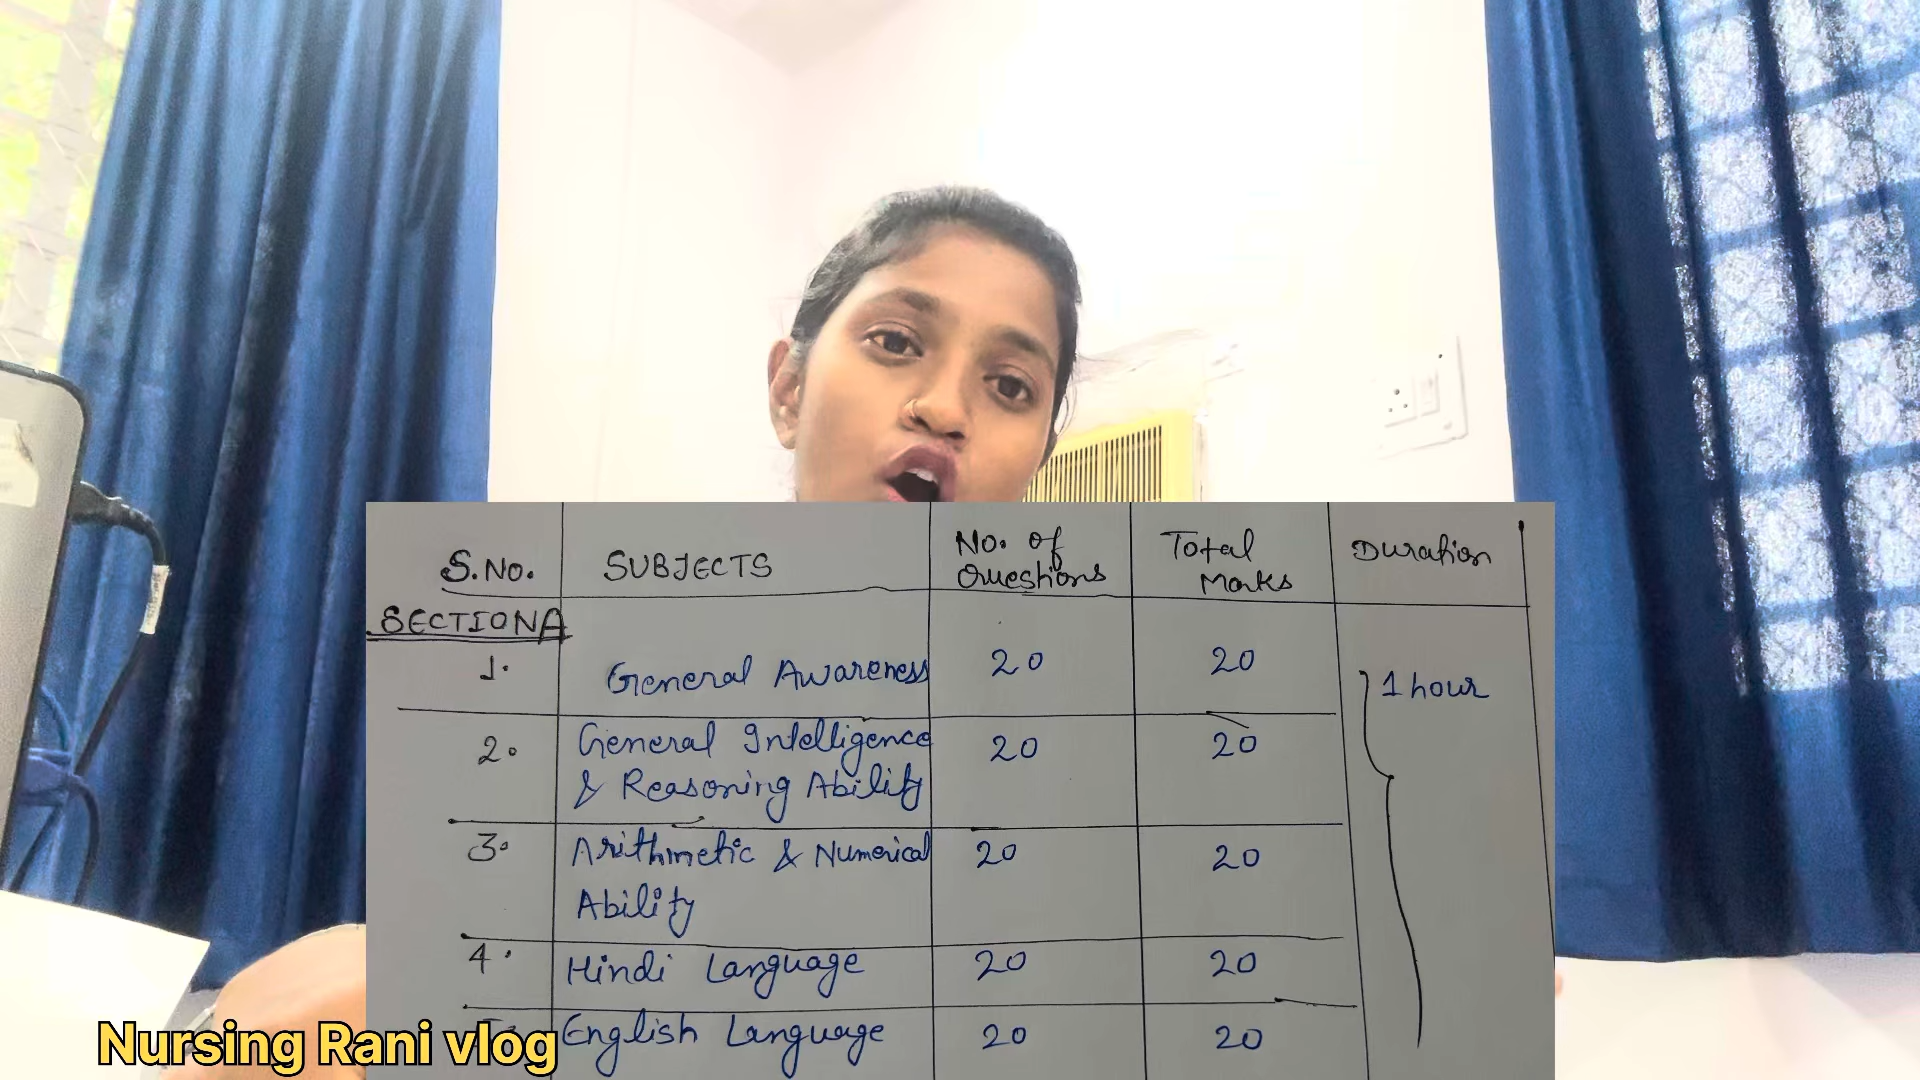 S.No. SUBJECTS No. of Questions Total Marks Duration
SECTION A
1. General Awareness 20 20 1 hour
2. General Intelligence & Reasoning Ability 20 20
3. Arithmetic & Numerical Ability 20 20
4. Hindi Language 20 20
English Language 20 20
Nursing Rani vlog